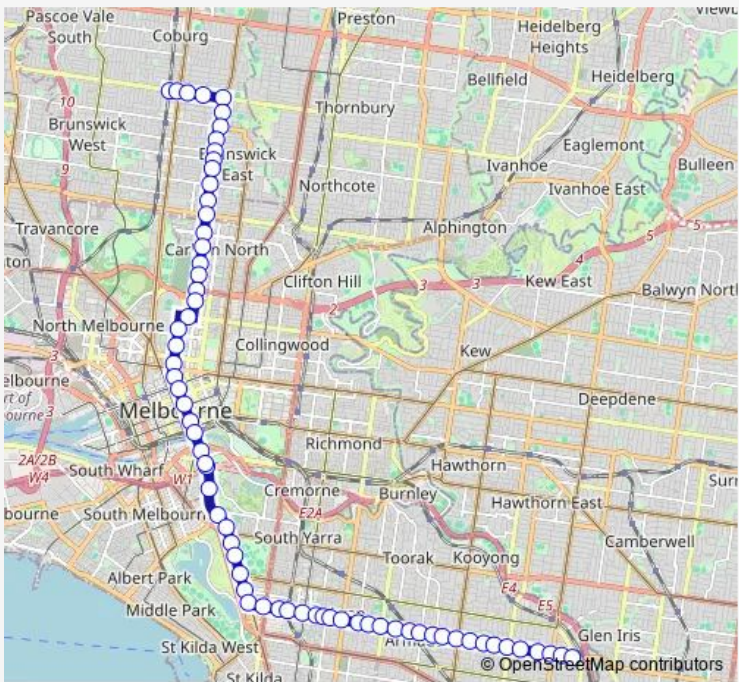 Pascoe Vale
South
Coburg
Preston
Heidelberg
Heights
Bellfield
Heidelberg
10
Thornbury
Brunswick
West
Eaglemont
East
Ivanhoe
Bulleen
9
Northcote
Ivanhoe East
Travancore
Alphington
5
5
4
Clifton Hill
3
3
Kew East
Balwyn North
2
North Melbourne
3
Collingwood
Kew
Deepdene
Melbourne
3
Richmond
Hawthorn
2A/2B
W4
South Wharf
W1
Cremorne
Burnley
Hawthorn East
E2A
South Melbourne
South Yarra
Camberwell
Toorak
Kooyong
Albert Park
E4
Middle Park
E5
Glen Iris
St Kilda West
St Kilda
© OpenStreetMap contributors